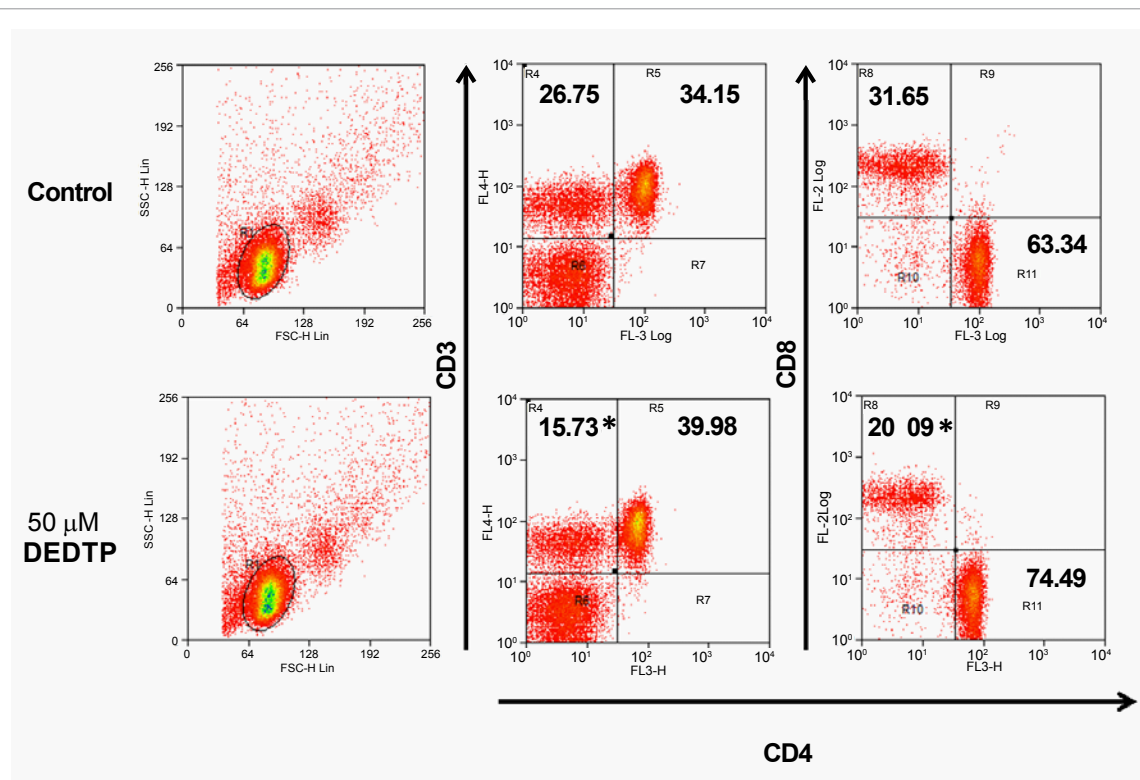 Control
256
192
128
64
0
SSC-H Lin
R1
0 64 128 192 256
FSC-H Lin
CD3
10⁴
10³
10²
10¹
10⁰
FL4-H
R4
R5
26.75
34.15
R6
R7
10⁰ 10¹ 10² 10³ 10⁴
FL-3 Log
CD8
10⁴
10³
10²
10¹
10⁰
FL-2 Log
R8
R9
31.65
63.34
R10
R11
10⁰ 10¹ 10² 10³ 10⁴
FL-3 Log
50 μM
DEDTP
256
192
128
64
0
SSC-H Lin
R1
0 64 128 192 256
FSC-H Lin
10⁴
10³
10²
10¹
10⁰
FL4-H
R4
R5
15.73*
39.98
R6
R7
10⁰ 10¹ 10² 10³ 10⁴
FL3-H
10⁴
10³
10²
10¹
10⁰
FL-2Log
R8
R9
20 09*
74.49
R10
R11
10⁰ 10¹ 10² 10³ 10⁴
FL3-H
CD4